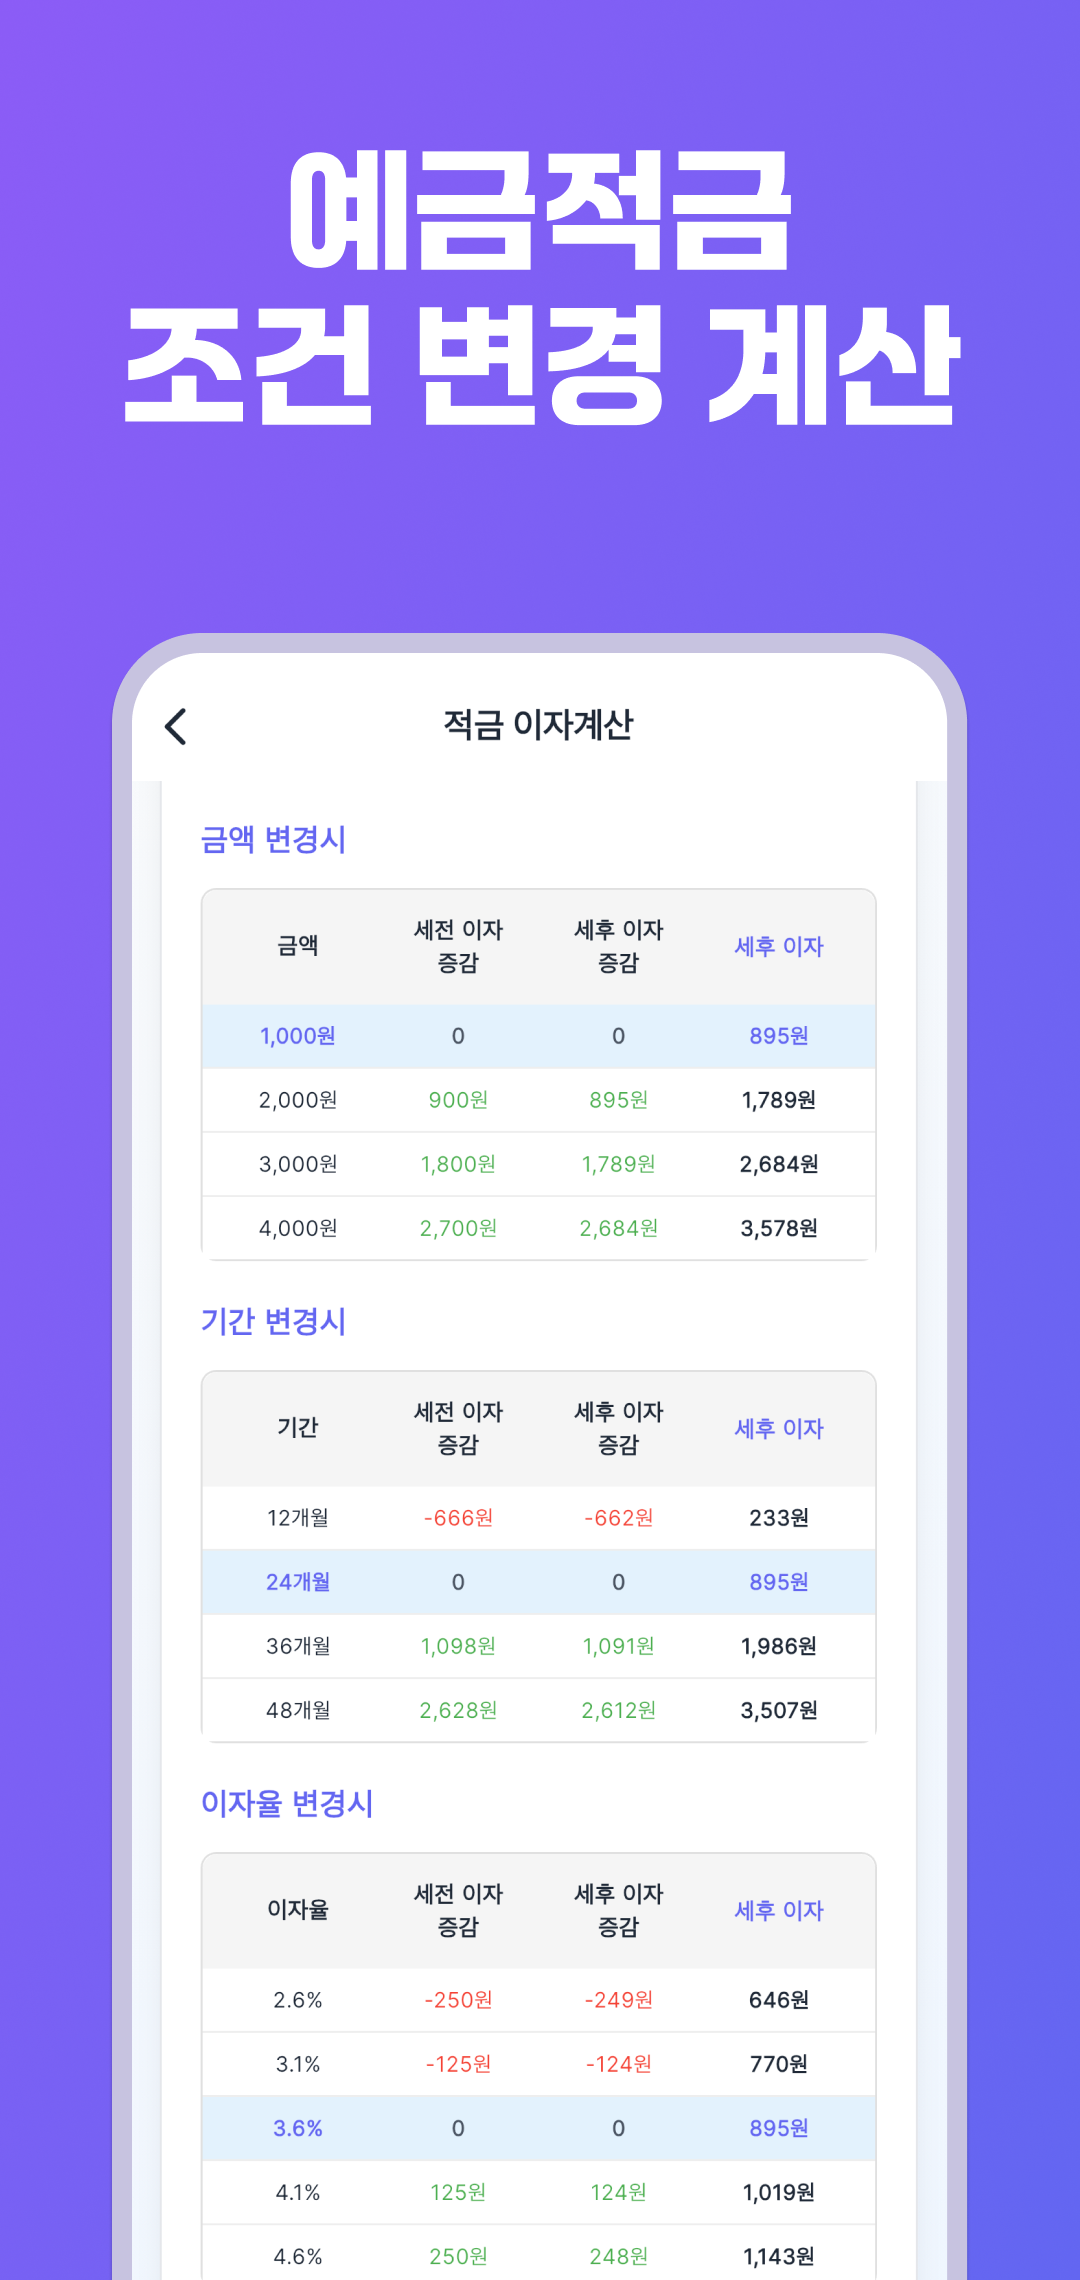 예금적금
조건 변경 계산
적금 이자계산
금액 변경시
금액 세전 이자 증감 세후 이자 증감 세후 이자
1,000원 0 0 895원
2,000원 900원 895원 1,789원
3,000원 1,800원 1,789원 2,684원
4,000원 2,700원 2,684원 3,578원
기간 변경시
기간 세전 이자 증감 세후 이자 증감 세후 이자
12개월 -666원 -662원 233원
24개월 0 0 895원
36개월 1,098원 1,091원 1,986원
48개월 2,628원 2,612원 3,507원
이자율 변경시
이자율 세전 이자 증감 세후 이자 증감 세후 이자
2.6% -250원 -249원 646원
3.1% -125원 -124원 770원
3.6% 0 0 895원
4.1% 125원 124원 1,019원
4.6% 250원 248원 1,143원